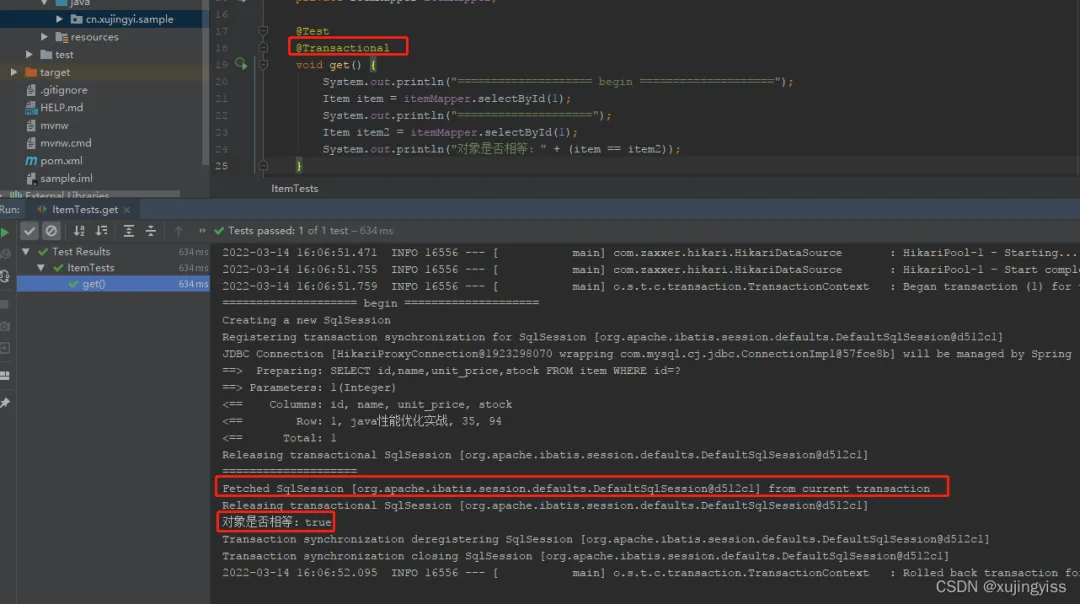 java
cn.xujingyi.sample
resources
test
target
.gitignore
HELP.md
mvnw
mvnw.cmd
pom.xml
sample.iml
External Libraries
16
17 @Test
18 @Transactional
19 void get() {
20 System.out.println("==================== begin ====================");
21 Item item = itemMapper.selectById(1);
22 System.out.println("====================");
23 Item item2 = itemMapper.selectById(1);
24 System.out.println("对象是否相等：" + (item == item2));
25 }
ItemTests
Run: ItemTests.get ×
» Tests passed: 1 of 1 test – 634 ms
Test Results 634 ms
ItemTests 634 ms
get() 634 ms
2022-03-14 16:06:51.471 INFO 16556 --- [ main] com.zaxxer.hikari.HikariDataSource : HikariPool-1 - Starting...
2022-03-14 16:06:51.755 INFO 16556 --- [ main] com.zaxxer.hikari.HikariDataSource : HikariPool-1 - Start comple
2022-03-14 16:06:51.759 INFO 16556 --- [ main] o.s.t.c.transaction.TransactionContext : Began transaction (1) for
==================== begin ====================
Creating a new SqlSession
Registering transaction synchronization for SqlSession [org.apache.ibatis.session.defaults.DefaultSqlSession@d512c1]
JDBC Connection [HikariProxyConnection@1923298070 wrapping com.mysql.cj.jdbc.ConnectionImpl@57fce8b] will be managed by Spring
==> Preparing: SELECT id,name,unit_price,stock FROM item WHERE id=?
==> Parameters: 1(Integer)
<== Columns: id, name, unit_price, stock
<== Row: 1, java性能优化实战, 35, 94
<== Total: 1
Releasing transactional SqlSession [org.apache.ibatis.session.defaults.DefaultSqlSession@d512c1]
====================
Fetched SqlSession [org.apache.ibatis.session.defaults.DefaultSqlSession@d512c1] from current transaction
Releasing transactional SqlSession [org.apache.ibatis.session.defaults.DefaultSqlSession@d512c1]
对象是否相等：true
Transaction synchronization deregistering SqlSession [org.apache.ibatis.session.defaults.DefaultSqlSession@d512c1]
Transaction synchronization closing SqlSession [org.apache.ibatis.session.defaults.DefaultSqlSession@d512c1]
2022-03-14 16:06:52.095 INFO 16556 --- [ main] o.s.t.c.transaction.TransactionContext : Rolled back transaction fo
CSDN @xujingyiss